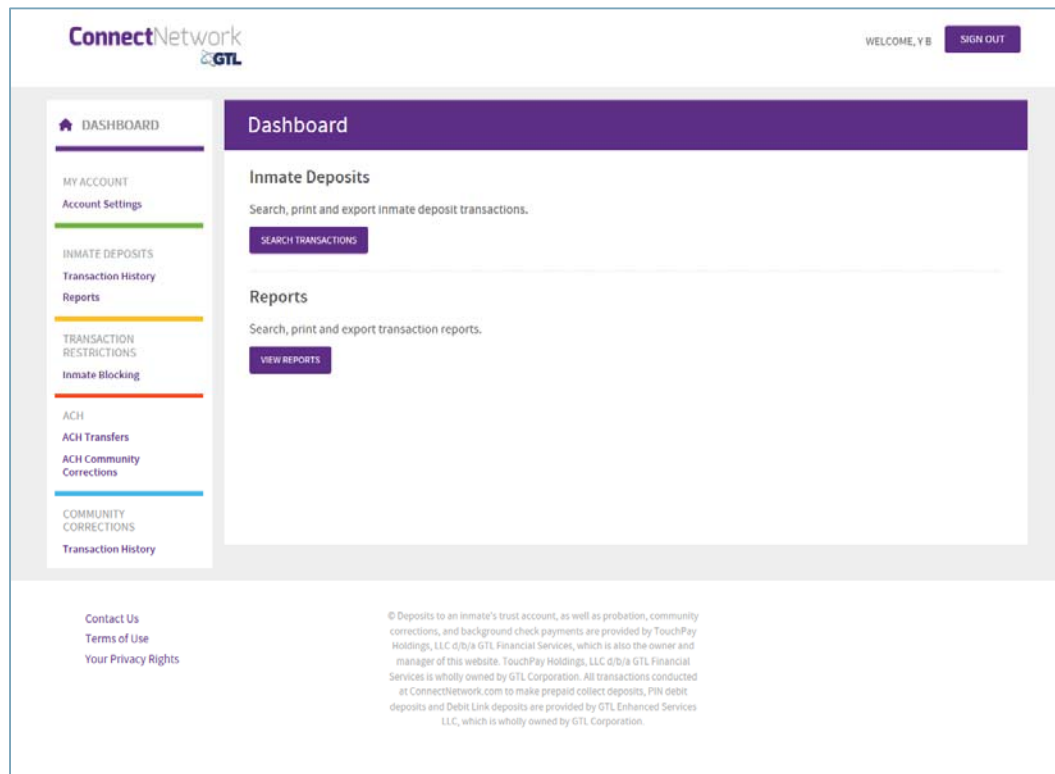 ConnectNetwork
GTL
WELCOME, Y B
SIGN OUT
DASHBOARD
Dashboard
MY ACCOUNT
Account Settings
INMATE DEPOSITS
Transaction History
Reports
TRANSACTION
RESTRICTIONS
Inmate Blocking
ACH
ACH Transfers
ACH Community
Corrections
COMMUNITY
CORRECTIONS
Transaction History
Inmate Deposits
Search, print and export inmate deposit transactions.
SEARCH TRANSACTIONS
Reports
Search, print and export transaction reports.
VIEW REPORTS
Contact Us
Terms of Use
Your Privacy Rights
© Deposits to an inmate's trust account, as well as probation, community
corrections, and background check payments are provided by TouchPay
Holdings, LLC d/b/a GTL Financial Services, which is also the owner and
manager of this website. TouchPay Holdings, LLC d/b/a GTL Financial
Services is wholly owned by GTL Corporation. All transactions conducted
at ConnectNetwork.com to make prepaid collect deposits, PIN debit
deposits and Debit Link deposits are provided by GTL Enhanced Services
LLC, which is wholly owned by GTL Corporation.